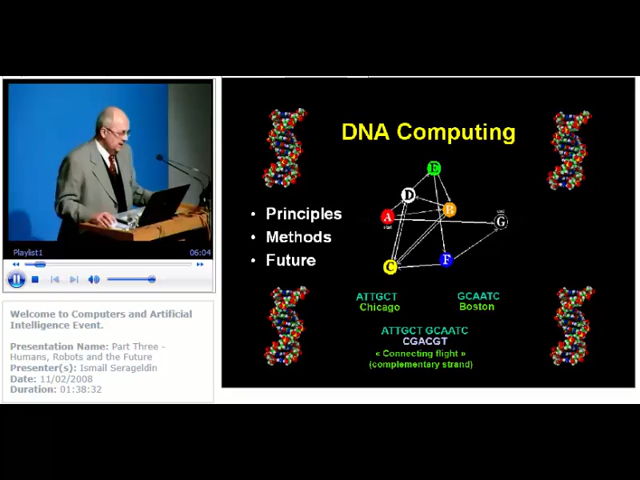 Playlist1
06:04
Welcome to Computers and Artificial
Intelligence Event.
Presentation Name: Part Three -
Humans, Robots and the Future
Presenter(s): Ismail Serageldin
Date: 11/02/2008
Duration: 01:38:32
DNA Computing
• Principles
• Methods
• Future
E
D
A
B
G
C
F
ATTGCT
Chicago
GCAATC
Boston
ATTGCT GCAATC
CGACGT
« Connecting flight »
(complementary strand)